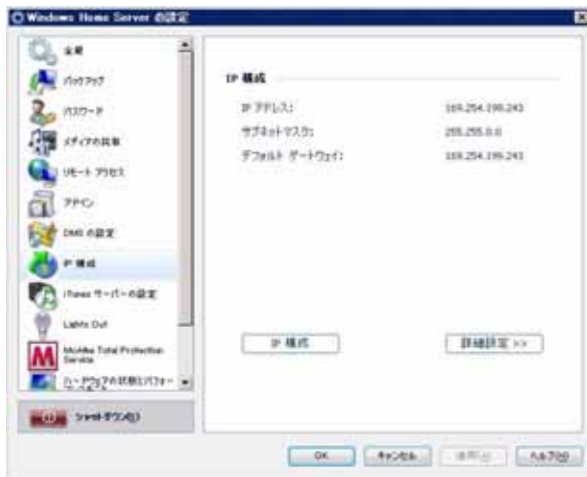 Windows Home Server の設定
全般
バックアップ
パスワード
メディアの共有
リモート アクセス
アドイン
DMS の設定
IP 構成
iTunes サーバーの設定
Lights Out
McAfee Total Protection
Service
ハードウェアの状態とパフォー
シャットダウン(U)
IP 構成
IP アドレス:
169.254.199.243
サブネット マスク:
255.255.0.0
デフォルト ゲートウェイ:
169.254.199.243
IP 構成
詳細設定 >>
OK
キャンセル
適用(A)
ヘルプ(H)